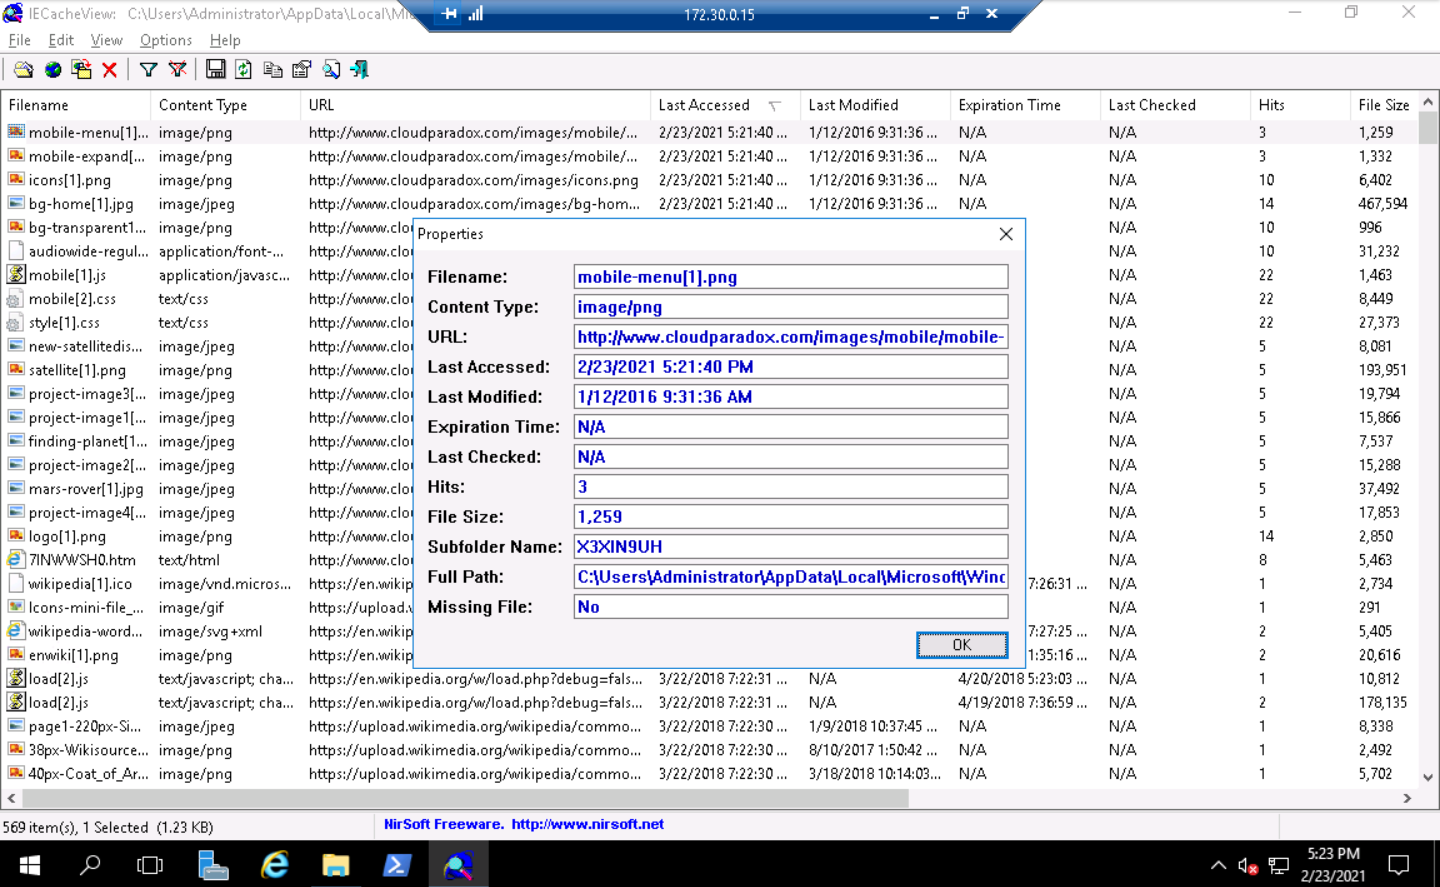 IECacheView: C:\Users\Administrator\AppData\Local\Mi
172.30.0.15
File Edit View Options Help
Filename Content Type URL Last Accessed Last Modified Expiration Time Last Checked Hits File Size
mobile-menu[1]... image/png http://www.cloudparadox.com/images/mobile/... 2/23/2021 5:21:40 ... 1/12/2016 9:31:36 ... N/A N/A 3 1,259
mobile-expand[... image/png http://www.cloudparadox.com/images/mobile/... 2/23/2021 5:21:40 ... 1/12/2016 9:31:36 ... N/A N/A 3 1,332
icons[1].png image/png http://www.cloudparadox.com/images/icons.png 2/23/2021 5:21:40 ... 1/12/2016 9:31:36 ... N/A N/A 10 6,402
bg-home[1].jpg image/jpeg http://www.cloudparadox.com/images/bg-hom... 2/23/2021 5:21:40 ... 1/12/2016 9:31:36 ... N/A N/A 14 467,594
bg-transparent1... image/png http://www.clou N/A 10 996
audiowide-regul... application/font-... http://www.clou N/A 10 31,232
mobile[1].js application/javasc... http://www.clou N/A 22 1,463
mobile[2].css text/css http://www.clou N/A 22 8,449
style[1].css text/css http://www.clou N/A 22 27,373
new-satellitedis... image/jpeg http://www.clou N/A 5 8,081
satellite[1].png image/png http://www.clou N/A 5 193,951
project-image3[... image/jpeg http://www.clou N/A 5 19,794
project-image1[... image/jpeg http://www.clou N/A 5 15,866
finding-planet[1... image/jpeg http://www.clou N/A 5 7,537
project-image2[... image/jpeg http://www.clou N/A 5 15,288
mars-rover[1].jpg image/jpeg http://www.clou N/A 5 37,492
project-image4[... image/jpeg http://www.clou N/A 5 17,853
logo[1].png image/png http://www.clou N/A 14 2,850
7INWWSH0.htm text/html http://www.clou N/A 8 5,463
wikipedia[1].ico image/vnd.micros... https://en.wikip 7:26:31 ... N/A 1 2,734
Icons-mini-file_... image/gif https://upload. N/A 1 291
wikipedia-word... image/svg+xml https://en.wikip 7:27:25 ... N/A 2 5,405
enwiki[1].png image/png https://en.wikip 1:35:16 ... N/A 2 20,616
load[2].js text/javascript; cha... https://en.wikipedia.org/w/load.php?debug=fals... 3/22/2018 7:22:31 ... N/A 4/20/2018 5:23:03 ... N/A 1 10,812
load[2].js text/javascript; cha... https://en.wikipedia.org/w/load.php?debug=fals... 3/22/2018 7:22:30 ... N/A 4/19/2018 7:36:59 ... N/A 2 178,135
page1-220px-Si... image/jpeg https://upload.wikimedia.org/wikipedia/commo... 3/22/2018 7:22:30 ... 1/9/2018 10:37:45 ... N/A N/A 1 8,338
38px-Wikisource... image/png https://upload.wikimedia.org/wikipedia/commo... 3/22/2018 7:22:30 ... 8/10/2017 1:50:42 ... N/A N/A 1 2,492
40px-Coat_of_Ar... image/png https://upload.wikimedia.org/wikipedia/commo... 3/22/2018 7:22:30 ... 3/18/2018 10:14:03... N/A N/A 1 5,702
Properties
Filename: mobile-menu[1].png
Content Type: image/png
URL: http://www.cloudparadox.com/images/mobile/mobile-
Last Accessed: 2/23/2021 5:21:40 PM
Last Modified: 1/12/2016 9:31:36 AM
Expiration Time: N/A
Last Checked: N/A
Hits: 3
File Size: 1,259
Subfolder Name: X3XIN9UH
Full Path: C:\Users\Administrator\AppData\Local\Microsoft\Winc
Missing File: No
OK
569 item(s), 1 Selected (1.23 KB)
NirSoft Freeware. http://www.nirsoft.net
5:23 PM
2/23/2021